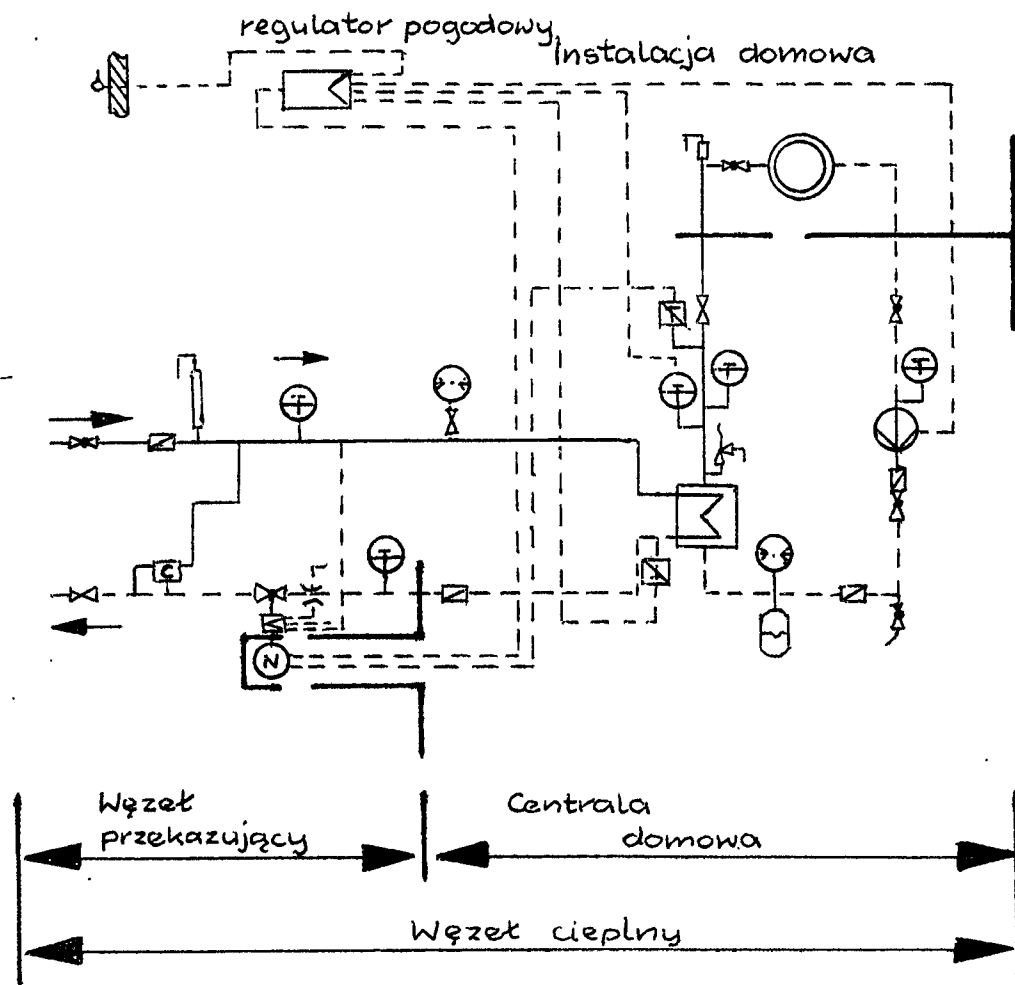 regulator pogodowy
Instalacja domowa
T
T
T
T
T
T
C
N
Węzeł
przekazujący
Centrala
domowa
Węzeł cieplny